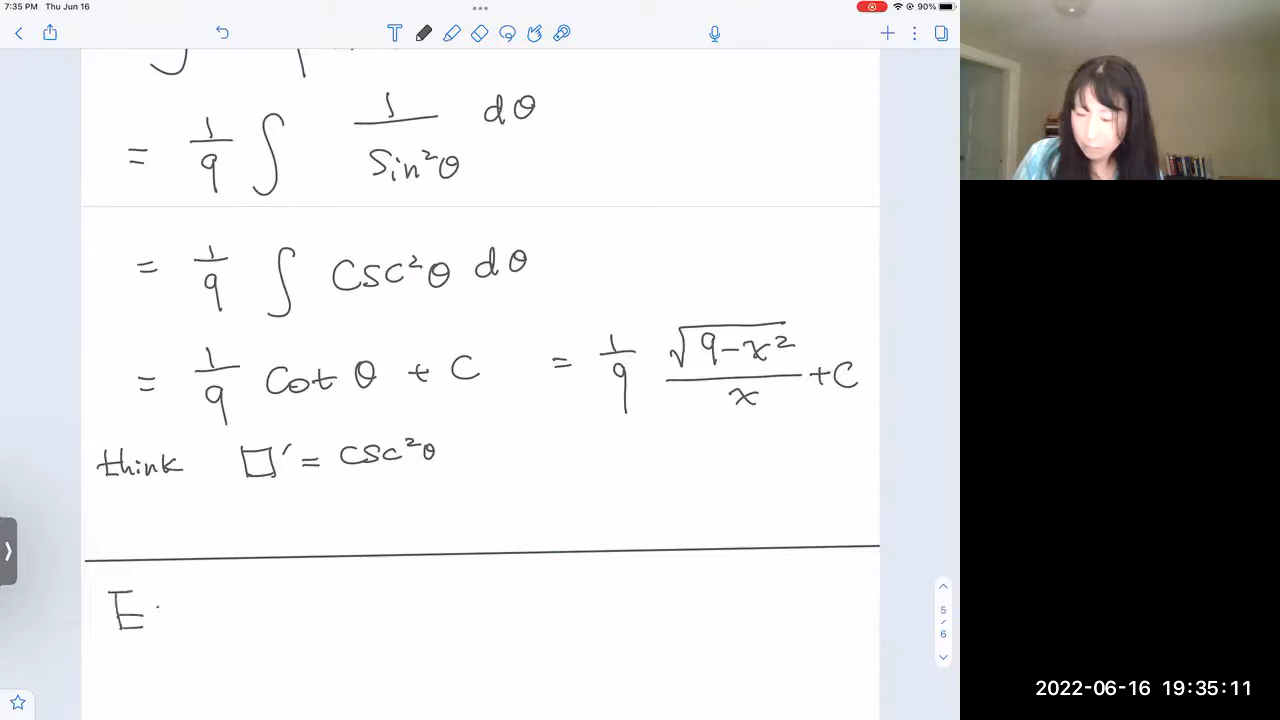 7:35 PM Thu Jun 16
90%
= 1/9 ∫ 1/Sin²θ dθ
= 1/9 ∫ Csc²θ dθ
= 1/9 Cot θ + C = 1/9 √(9-x²)/x + C
think □' = csc²θ
E
5
6
2022-06-16 19:35:11